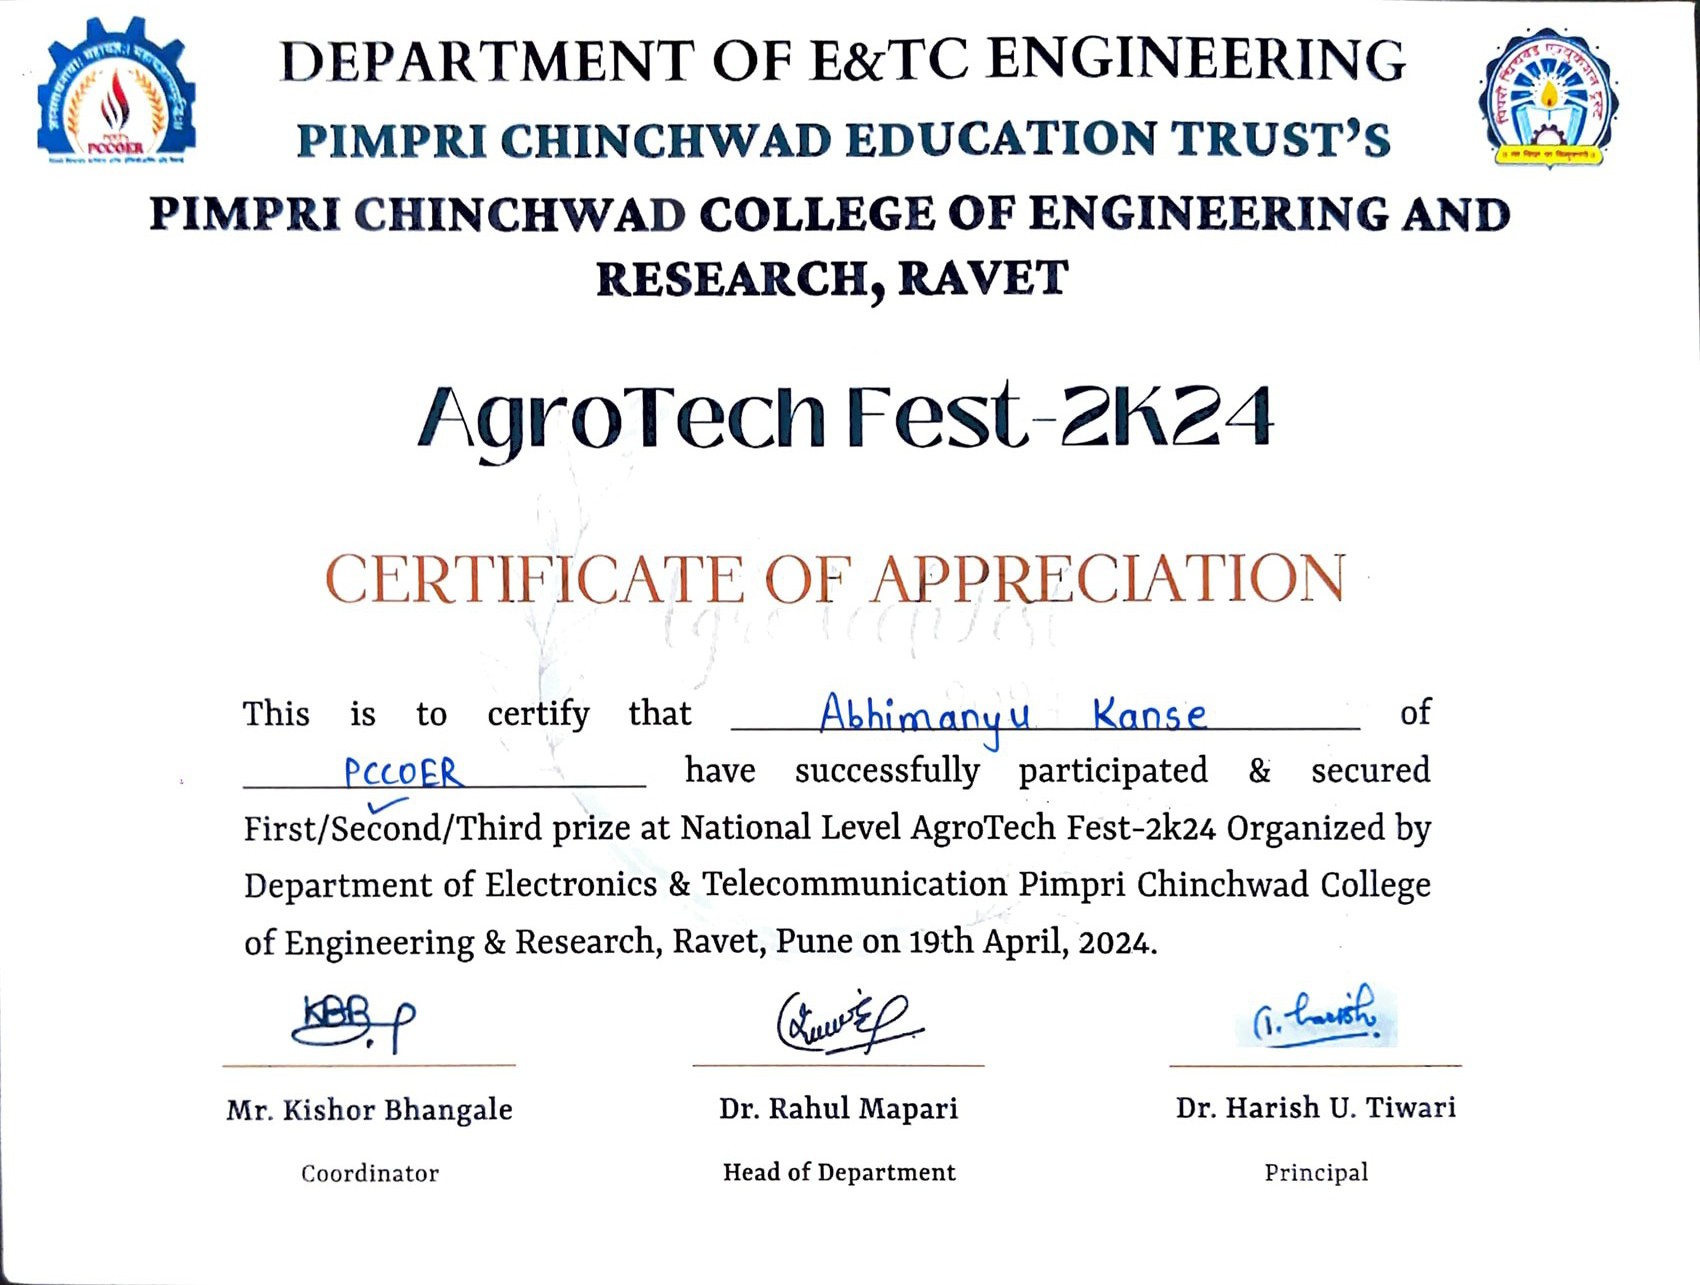 DEPARTMENT OF E&TC ENGINEERING
PIMPRI CHINCHWAD EDUCATION TRUST'S
PIMPRI CHINCHWAD COLLEGE OF ENGINEERING AND
RESEARCH, RAVET
PCCOER
AgroTech Fest-2K24
CERTIFICATE OF APPRECIATION
This is to certify that Abhimanyu Kanse of
PCCOER have successfully participated & secured
First/Second/Third prize at National Level AgroTech Fest-2k24 Organized by
Department of Electronics & Telecommunication Pimpri Chinchwad College
of Engineering & Research, Ravet, Pune on 19th April, 2024.
KBB
Mr. Kishor Bhangale
Dr. Rahul Mapari
Dr. Harish U. Tiwari
Coordinator
Head of Department
Principal